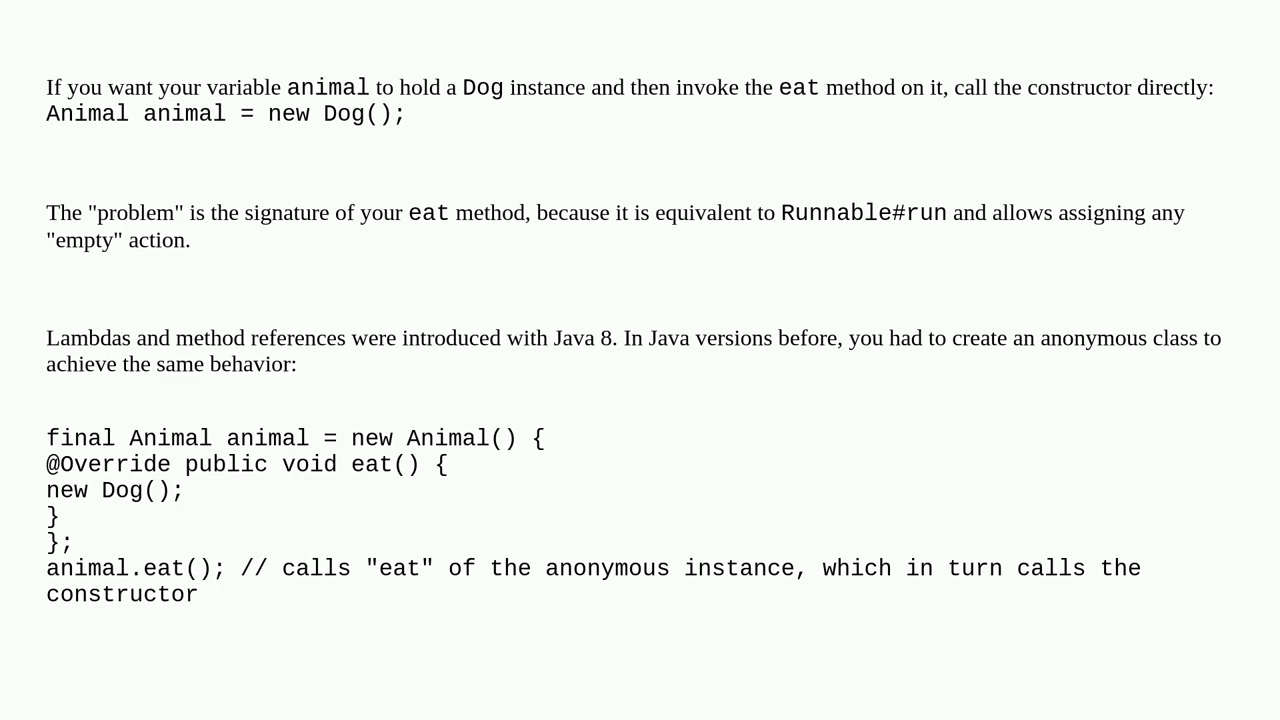 If you want your variable animal to hold a Dog instance and then invoke the eat method on it, call the constructor directly:
Animal animal = new Dog();
The "problem" is the signature of your eat method, because it is equivalent to Runnable#run and allows assigning any
"empty" action.
Lambdas and method references were introduced with Java 8. In Java versions before, you had to create an anonymous class to
achieve the same behavior:
final Animal animal = new Animal() {
@Override public void eat() {
new Dog();
}
};
animal.eat(); // calls "eat" of the anonymous instance, which in turn calls the
constructor